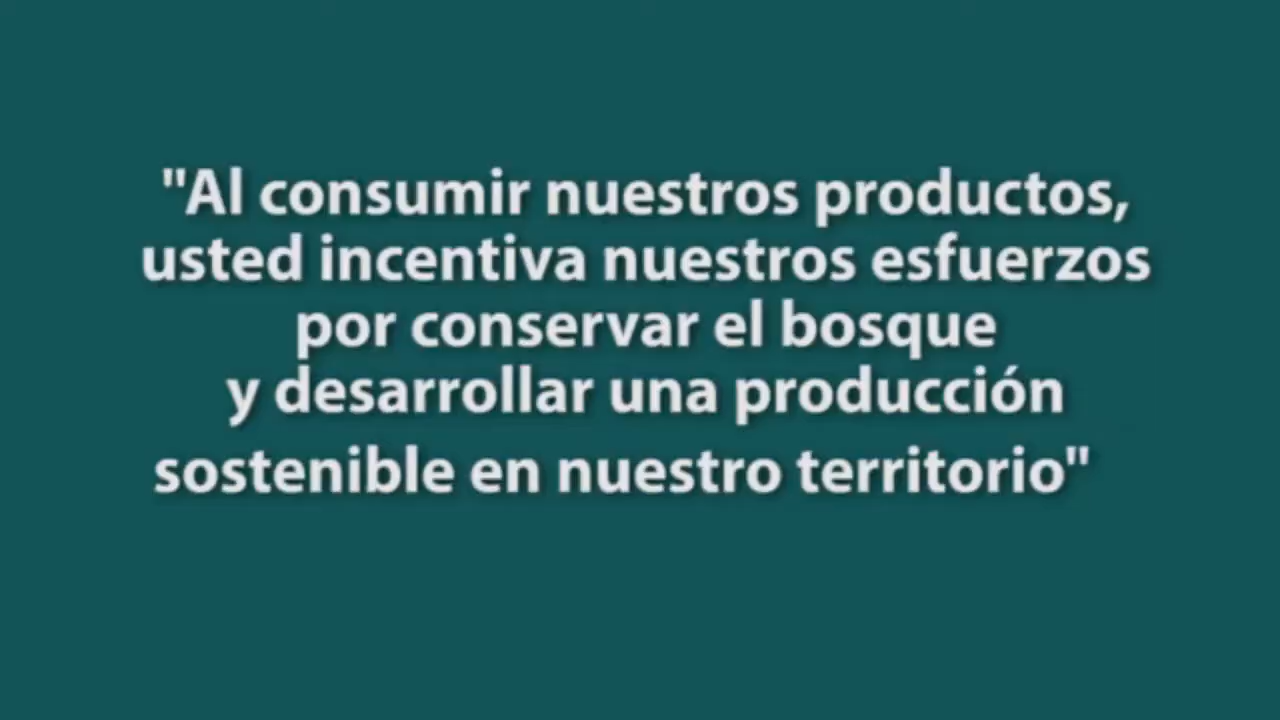 "Al consumir nuestros productos,
usted incentiva nuestros esfuerzos
por conservar el bosque
y desarrollar una producción
sostenible en nuestro territorio"